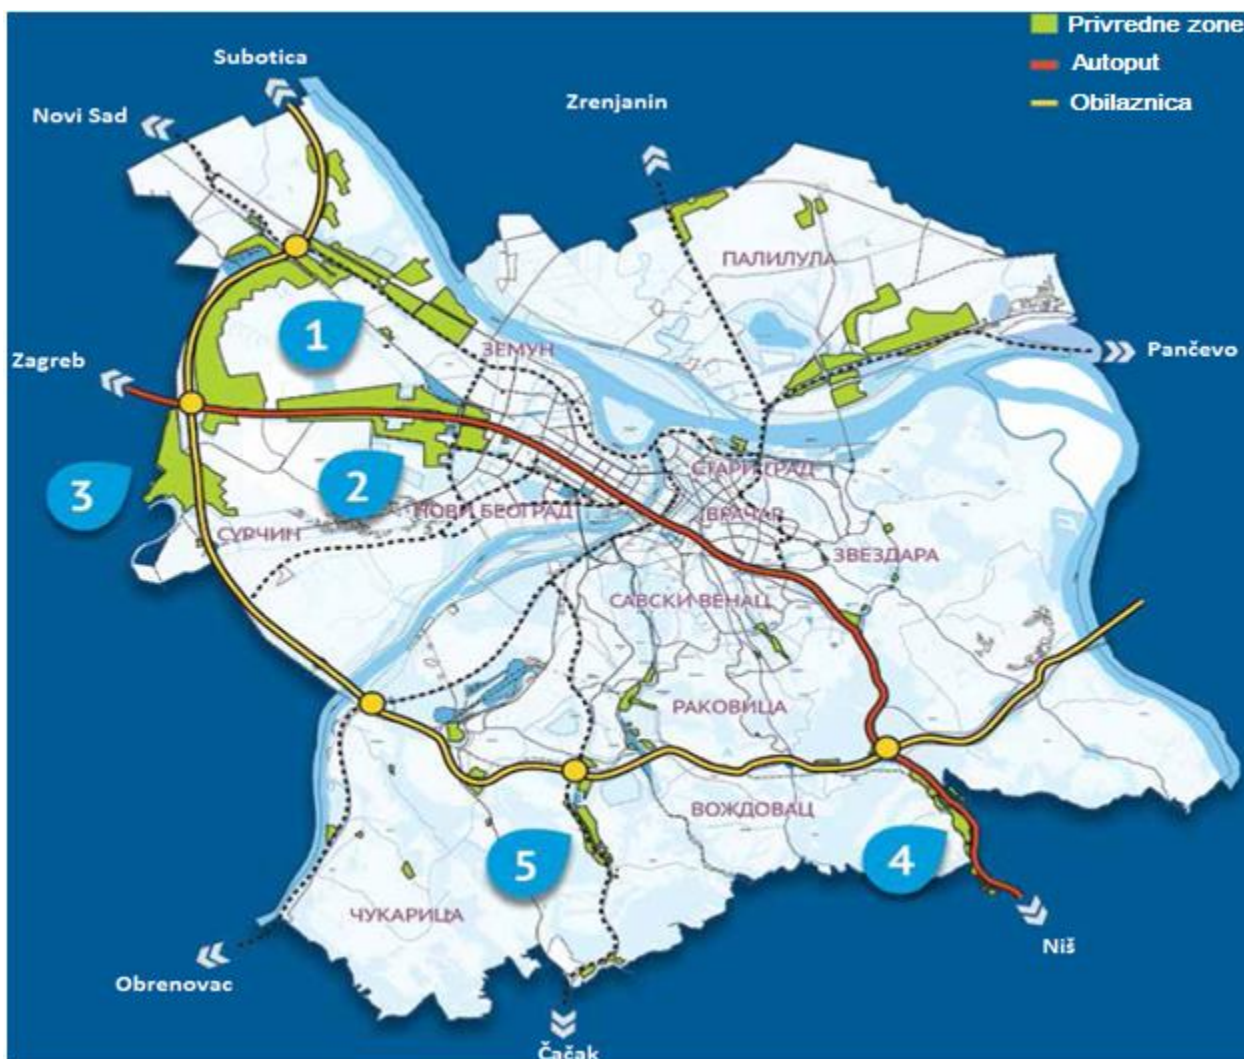 Privredne zone
Subotica
Autoput
Zrenjanin
Obilaznica
Novi Sad
ПАЛИЛУЛА
1
ЗЕМУН
Pančevo
Zagreb
СТАРИ ГРАД
2
3
НОВИ БЕОГРАД
ВРАЧАР
СУРЧИН
ЗВЕЗДАРА
САВСКИ ВЕНАЦ
РАКОВИЦА
ВОЖДОВАЦ
5
4
ЧУКАРИЦА
Niš
Obrenovac
Čačak